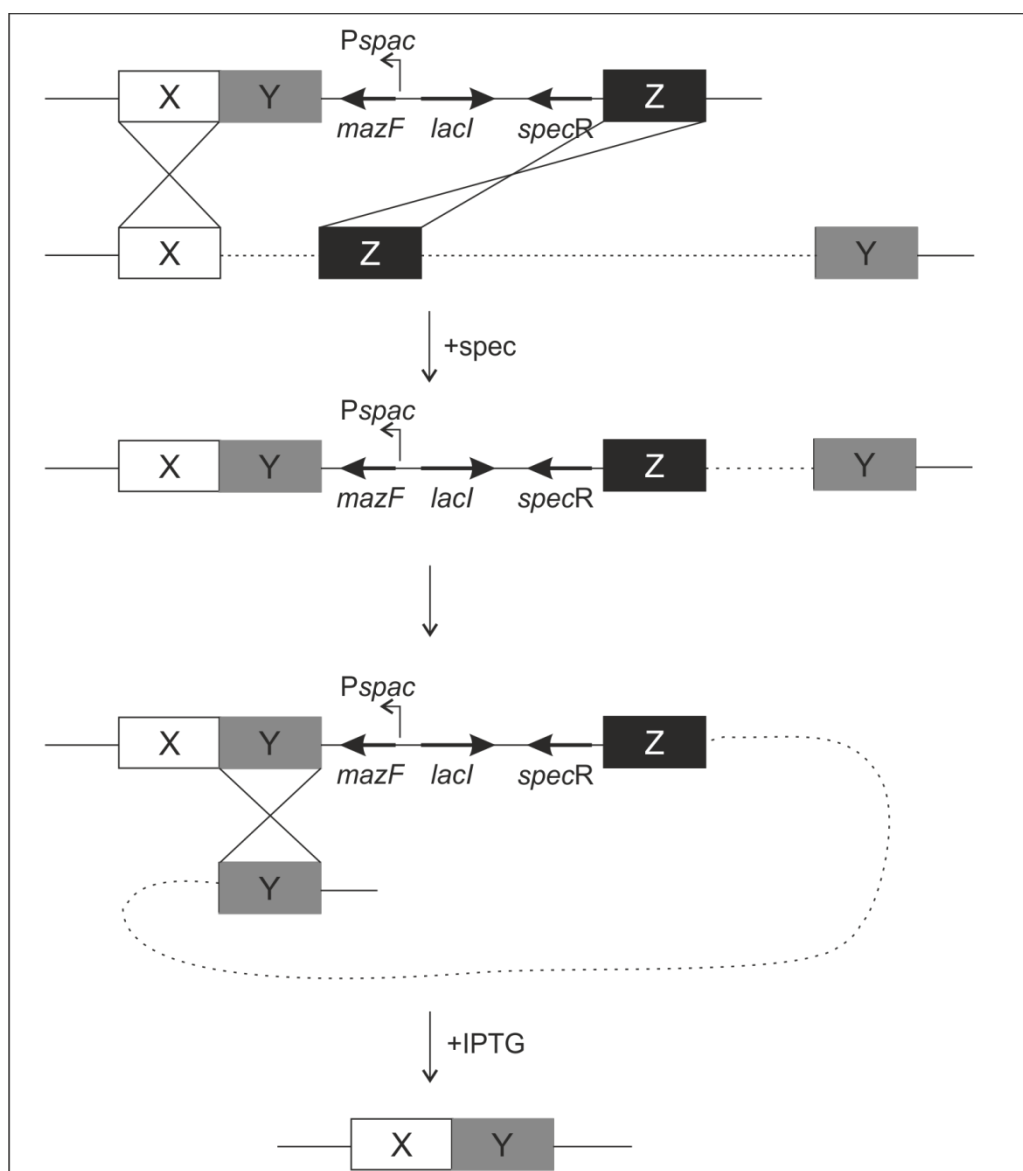 Pspac
X Y Z
mazF lacI specR
X Z Y
+spec
Pspac
X Y Z Y
mazF lacI specR
Pspac
X Y Z
mazF lacI specR
Y
+IPTG
X Y